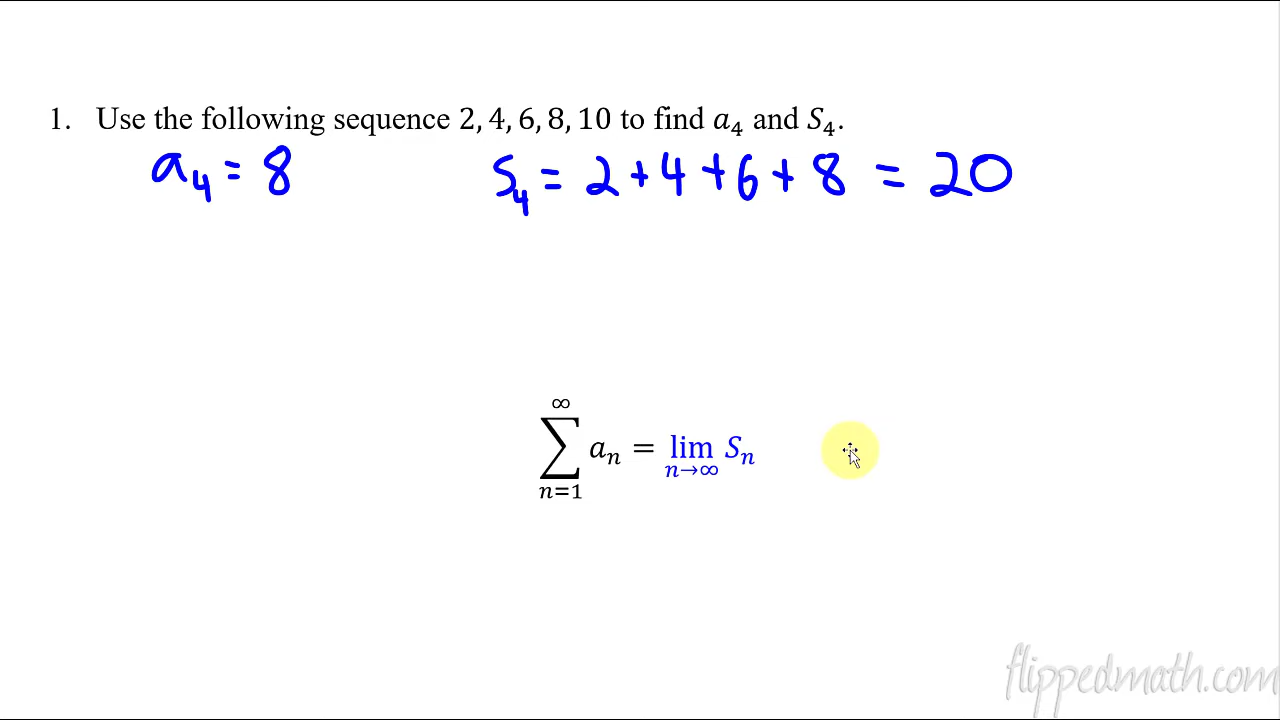 1. Use the following sequence 2, 4, 6, 8, 10 to find a₄ and S₄.
a₄ = 8 S₄ = 2 + 4 + 6 + 8 = 20
∞
∑ aₙ = lim Sₙ
n=1 n→∞
flippedmath.com